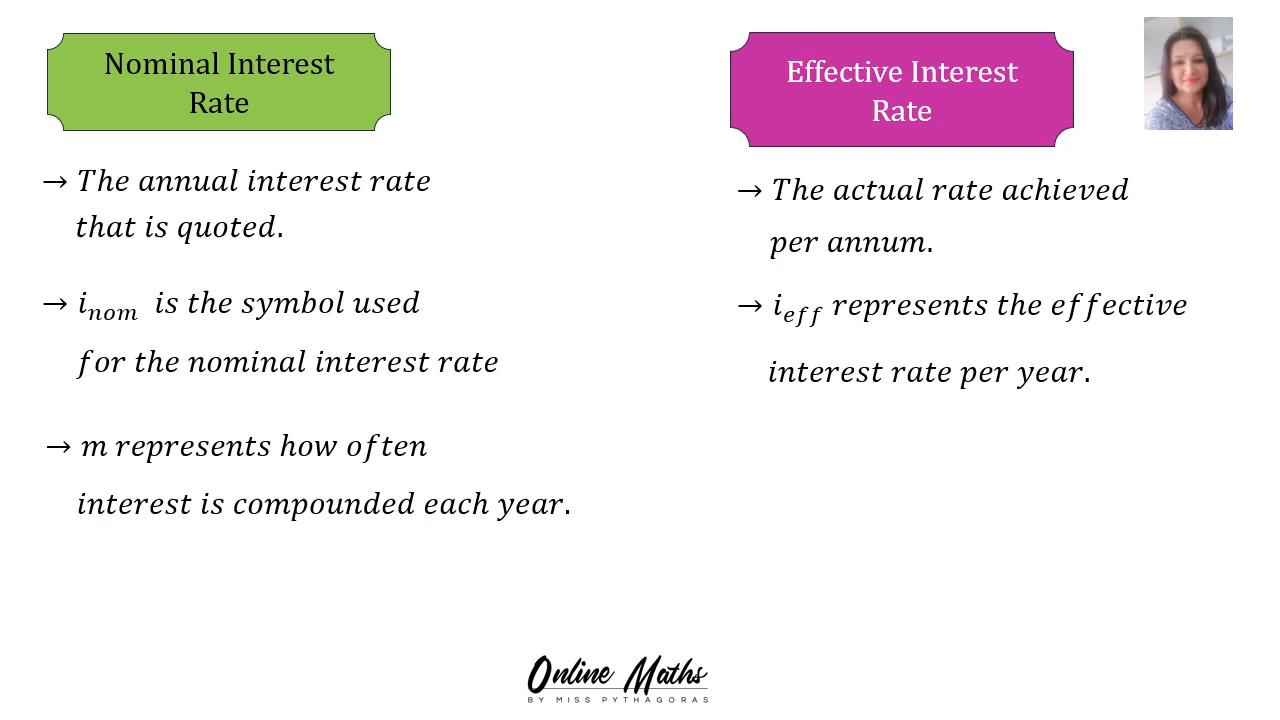 Nominal Interest
Rate
→ The annual interest rate
that is quoted.
→ i_nom is the symbol used
for the nominal interest rate
→ m represents how often
interest is compounded each year.
Effective Interest
Rate
→ The actual rate achieved
per annum.
→ i_eff represents the effective
interest rate per year.
Online Maths
BY MISS PYTHAGORAS